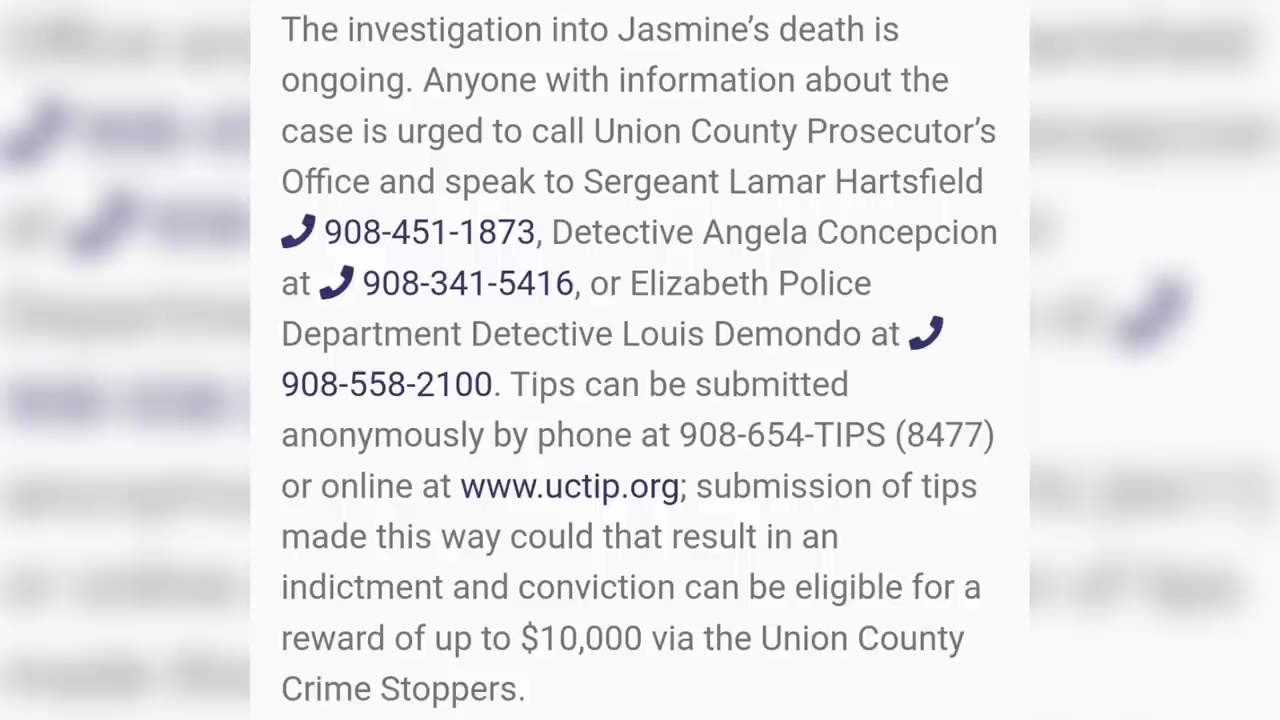 The investigation into Jasmine’s death is
ongoing. Anyone with information about the
case is urged to call Union County Prosecutor’s
Office and speak to Sergeant Lamar Hartsfield
908-451-1873, Detective Angela Concepcion
at 908-341-5416, or Elizabeth Police
Department Detective Louis Demondo at
908-558-2100. Tips can be submitted
anonymously by phone at 908-654-TIPS (8477)
or online at www.uctip.org; submission of tips
made this way could that result in an
indictment and conviction can be eligible for a
reward of up to $10,000 via the Union County
Crime Stoppers.